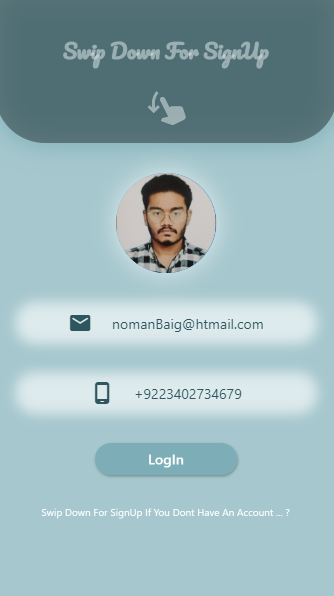 Swip Down For SignUp
nomanBaig@htmail.com
+9223402734679
LogIn
Swip Down For SignUp If You Dont Have An Account ... ?